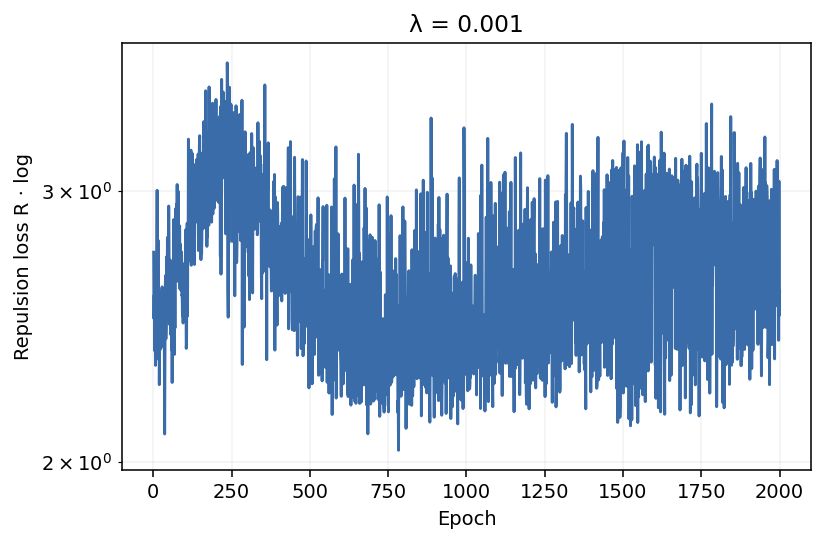 λ = 0.001
Repulsion loss R · log
3 × 10⁰
2 × 10⁰
0 250 500 750 1000 1250 1500 1750 2000
Epoch